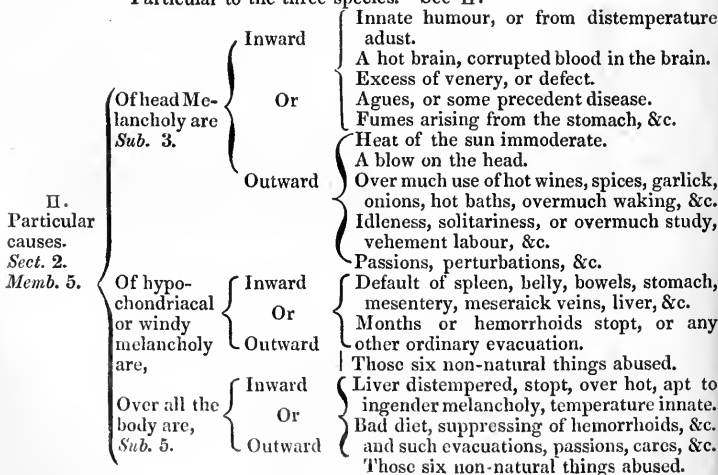 Particular to the three species. See II.
II.
Particular
causes.
Sect. 2.
Memb. 5.
Of head Me-
lancholy are
Sub. 3.
Inward
Or
Outward
Innate humour, or from distemperature
adust.
A hot brain, corrupted blood in the brain.
Excess of venery, or defect.
Agues, or some precedent disease.
Fumes arising from the stomach, &c.
Heat of the sun immoderate.
A blow on the head.
Over much use of hot wines, spices, garlick,
onions, hot baths, overmuch waking, &c.
Idleness, solitariness, or overmuch study,
vehement labour, &c.
Passions, perturbations, &c.
Of hypo-
chondriacal
or windy
melancholy
are,
Inward
Or
Outward
Default of spleen, belly, bowels, stomach,
mesentery, meseraick veins, liver, &c.
Months or hemorrhoids stopt, or any
other ordinary evacuation.
Those six non-natural things abused.
Over all the
body are,
Sub. 5.
Inward
Or
Outward
Liver distempered, stopt, over hot, apt to
ingender melancholy, temperature innate.
Bad diet, suppressing of hemorrhoids, &c.
and such evacuations, passions, cares, &c.
Those six non-natural things abused.